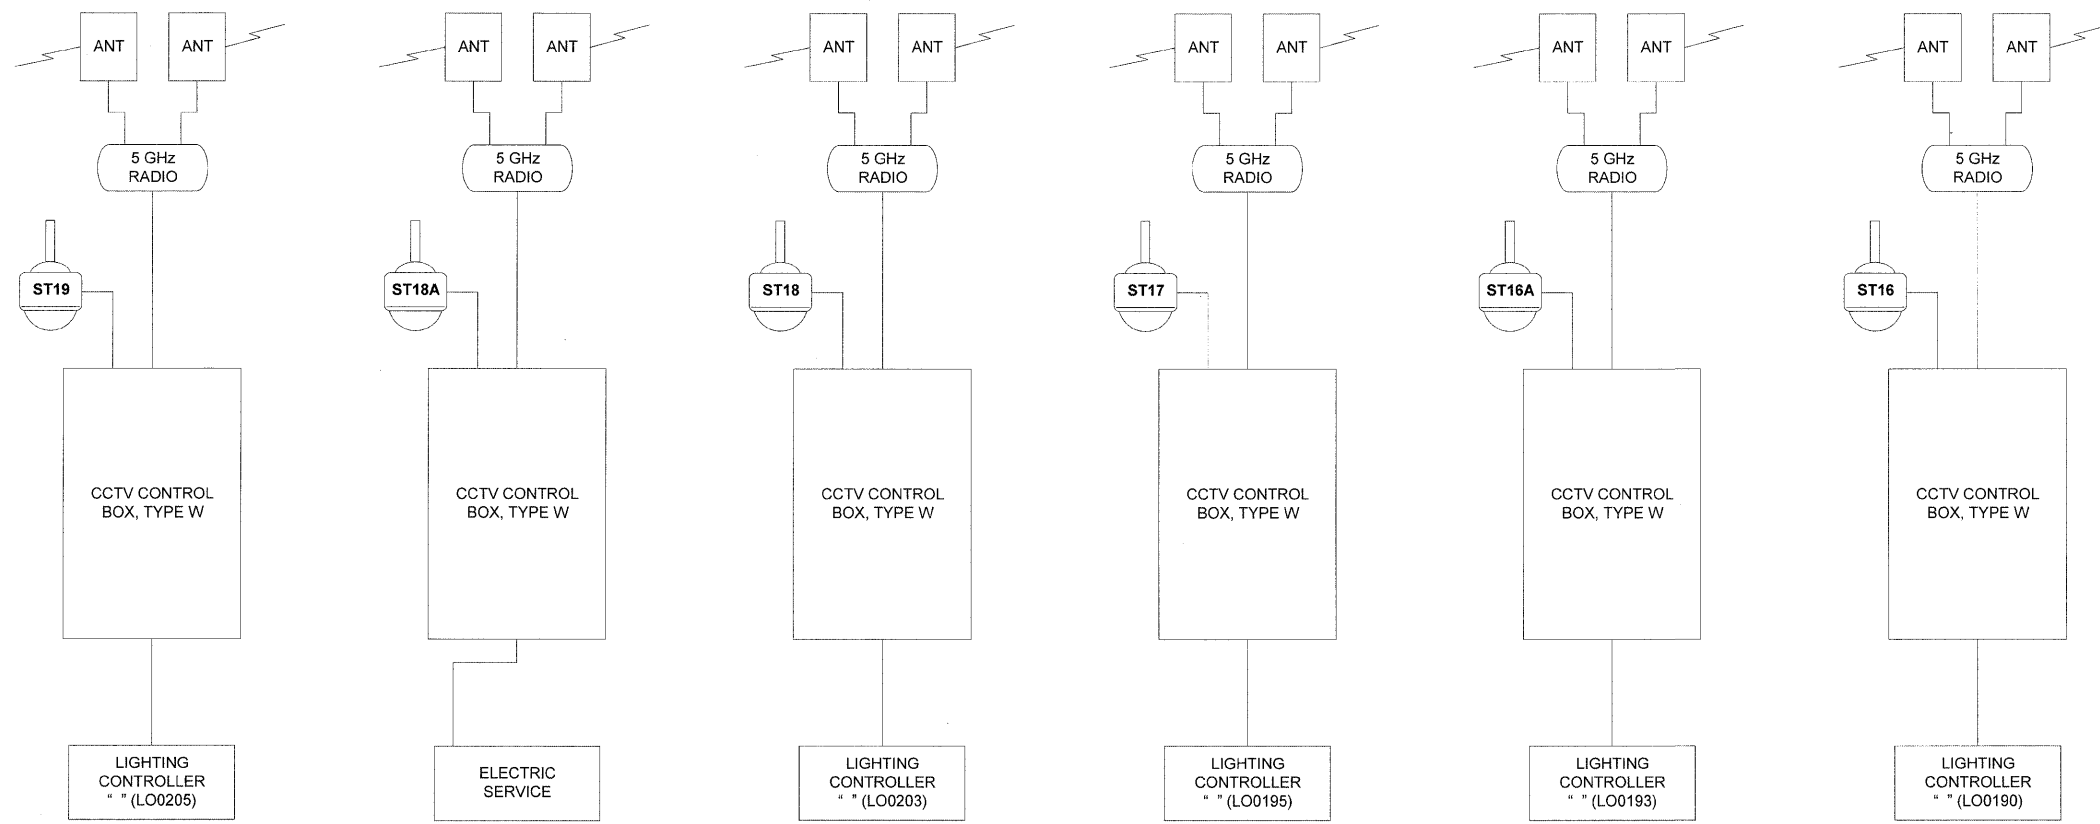 ANT ANT ANT ANT ANT ANT ANT ANT ANT ANT ANT ANT
5 GHz 5 GHz 5 GHz 5 GHz 5 GHz 5 GHz
RADIO RADIO RADIO RADIO RADIO RADIO
ST19 ST18A ST18 ST17 ST16A ST16
CCTV CONTROL CCTV CONTROL CCTV CONTROL CCTV CONTROL CCTV CONTROL CCTV CONTROL
BOX, TYPE W BOX, TYPE W BOX, TYPE W BOX, TYPE W BOX, TYPE W BOX, TYPE W
LIGHTING
CONTROLLER
“ ” (LO0205)
ELECTRIC
SERVICE
LIGHTING
CONTROLLER
“ ” (LO0203)
LIGHTING
CONTROLLER
“ ” (LO0195)
LIGHTING
CONTROLLER
“ ” (LO0193)
LIGHTING
CONTROLLER
“ ” (LO0190)